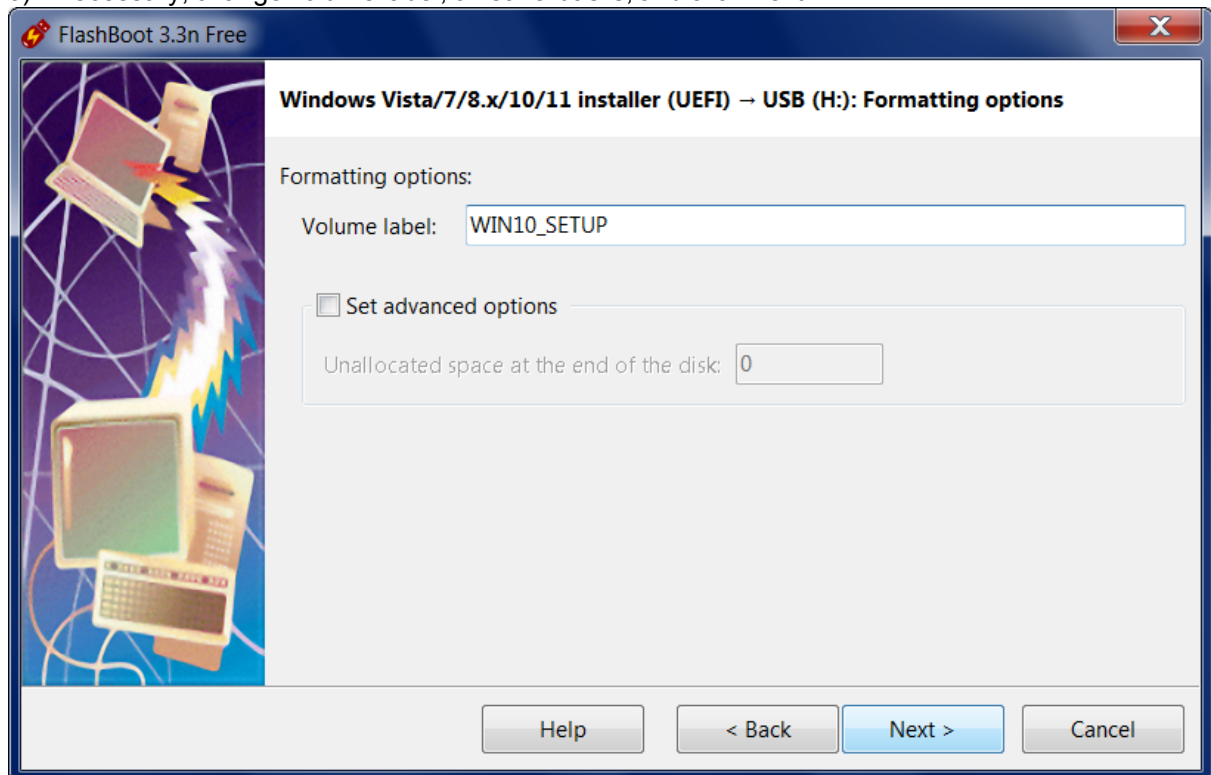 FlashBoot 3.3n Free
Windows Vista/7/8.x/10/11 installer (UEFI) → USB (H:): Formatting options
Formatting options:
Volume label: WIN10_SETUP
Set advanced options
Unallocated space at the end of the disk: 0
Help < Back Next > Cancel